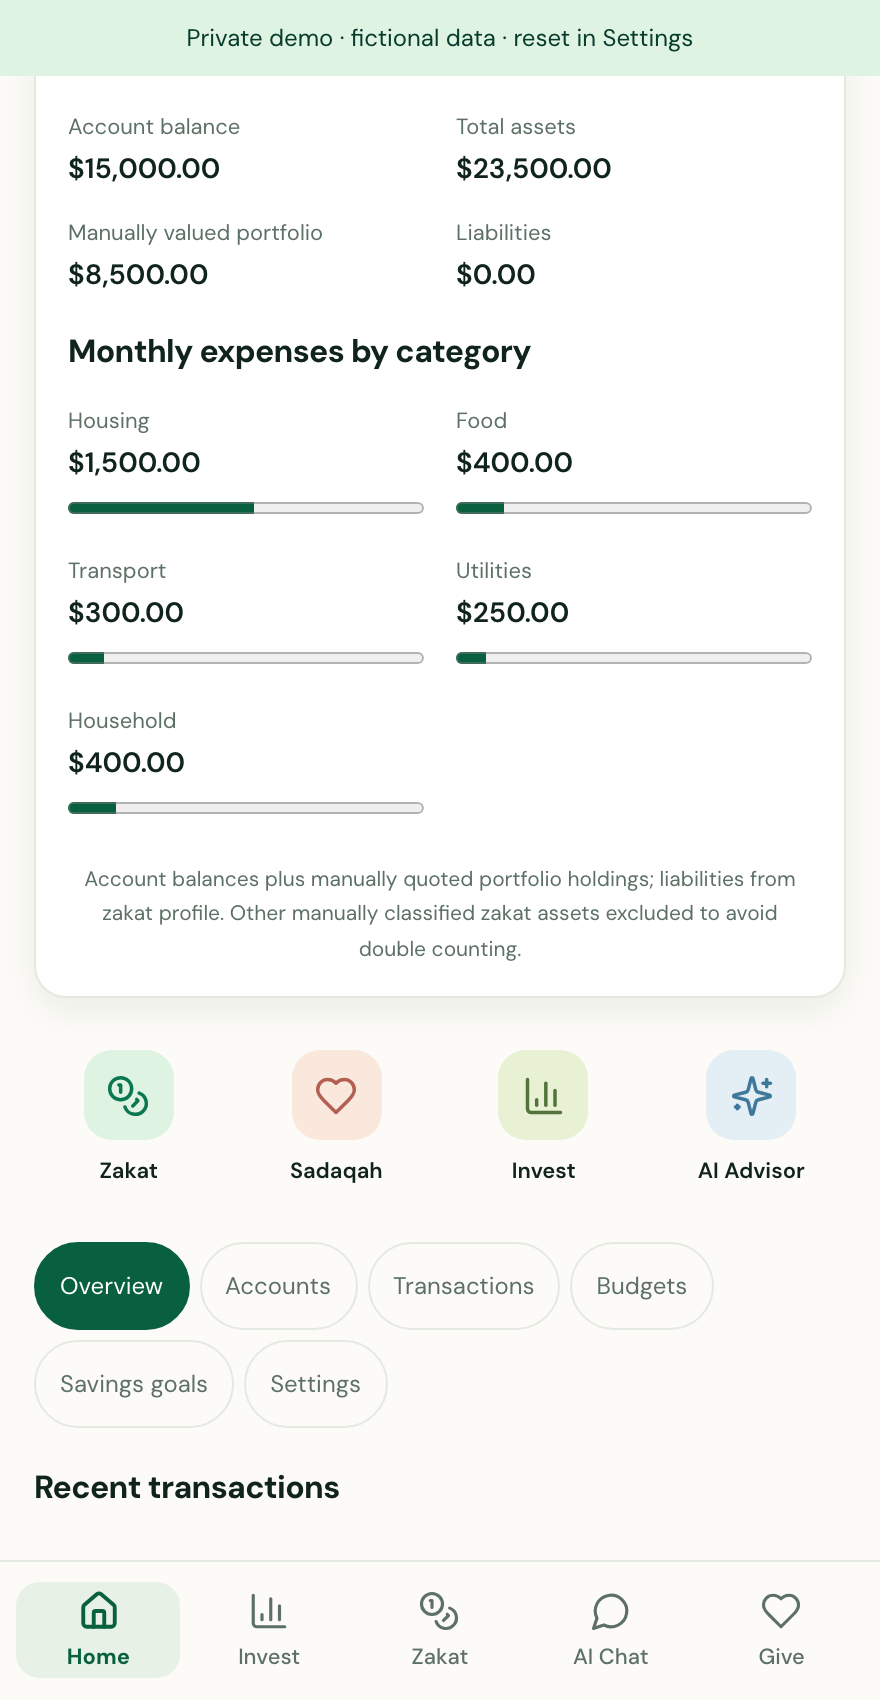 Private demo · fictional data · reset in Settings
Account balance
$15,000.00
Total assets
$23,500.00
Manually valued portfolio
$8,500.00
Liabilities
$0.00
Monthly expenses by category
Housing
$1,500.00
Food
$400.00
Transport
$300.00
Utilities
$250.00
Household
$400.00
Account balances plus manually quoted portfolio holdings; liabilities from
zakat profile. Other manually classified zakat assets excluded to avoid
double counting.
Zakat
Sadaqah
Invest
AI Advisor
Overview
Accounts
Transactions
Budgets
Savings goals
Settings
Recent transactions
Home
Invest
Zakat
AI Chat
Give